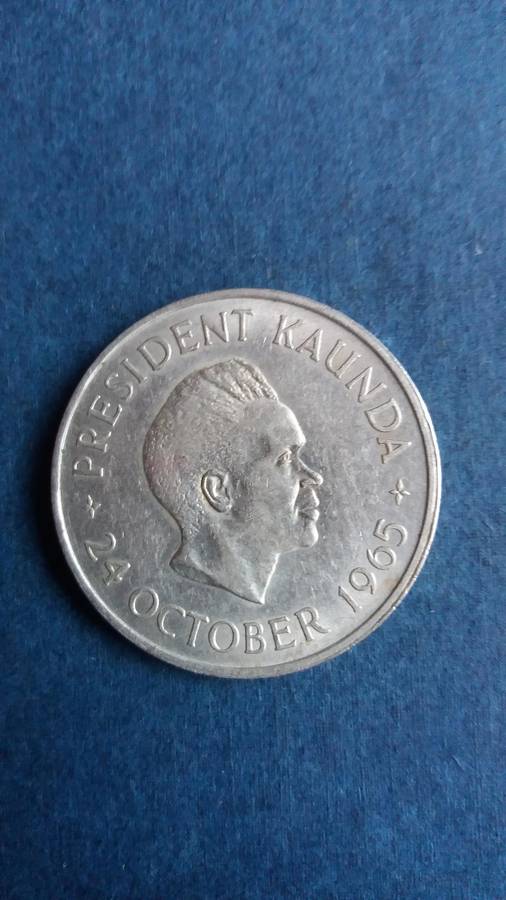 PRESIDENT KAUNDA
24 OCTOBER 1965